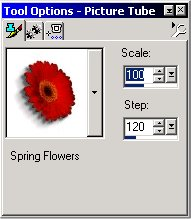 Tool Options - Picture Tube
Scale:
100
Step:
120
Spring Flowers